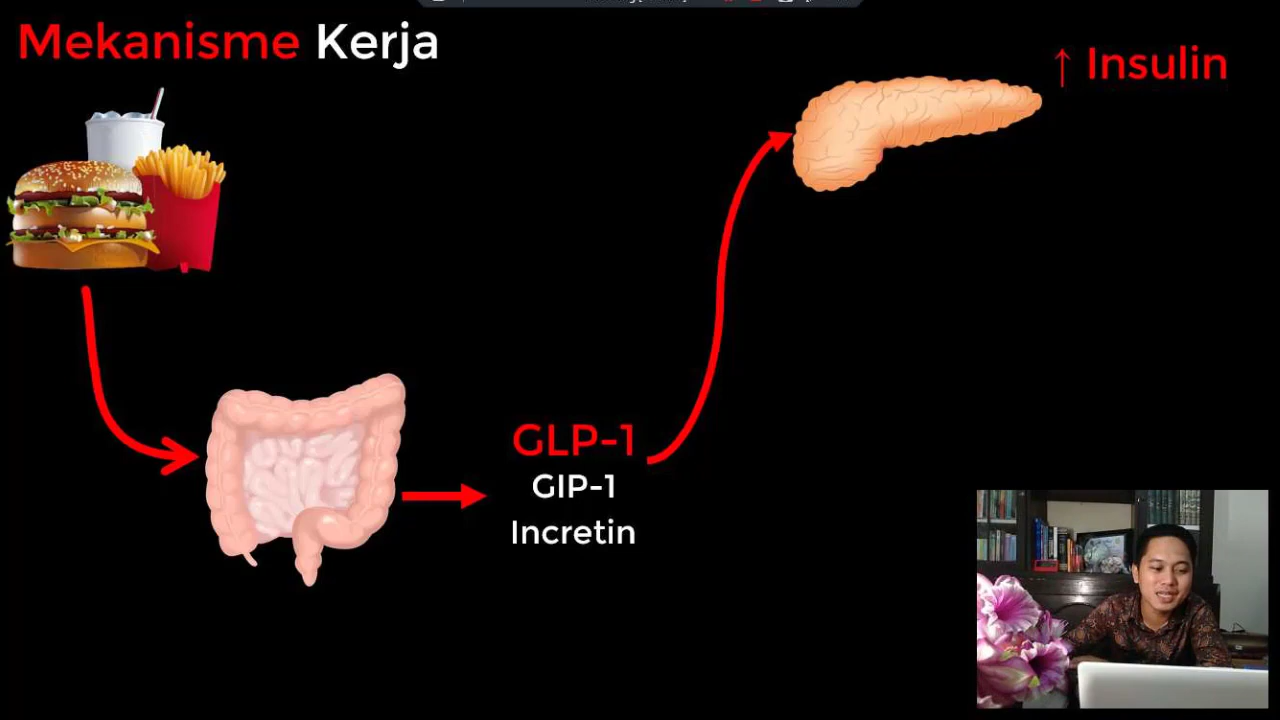 Mekanisme Kerja
↑ Insulin
GLP-1
GIP-1
Incretin